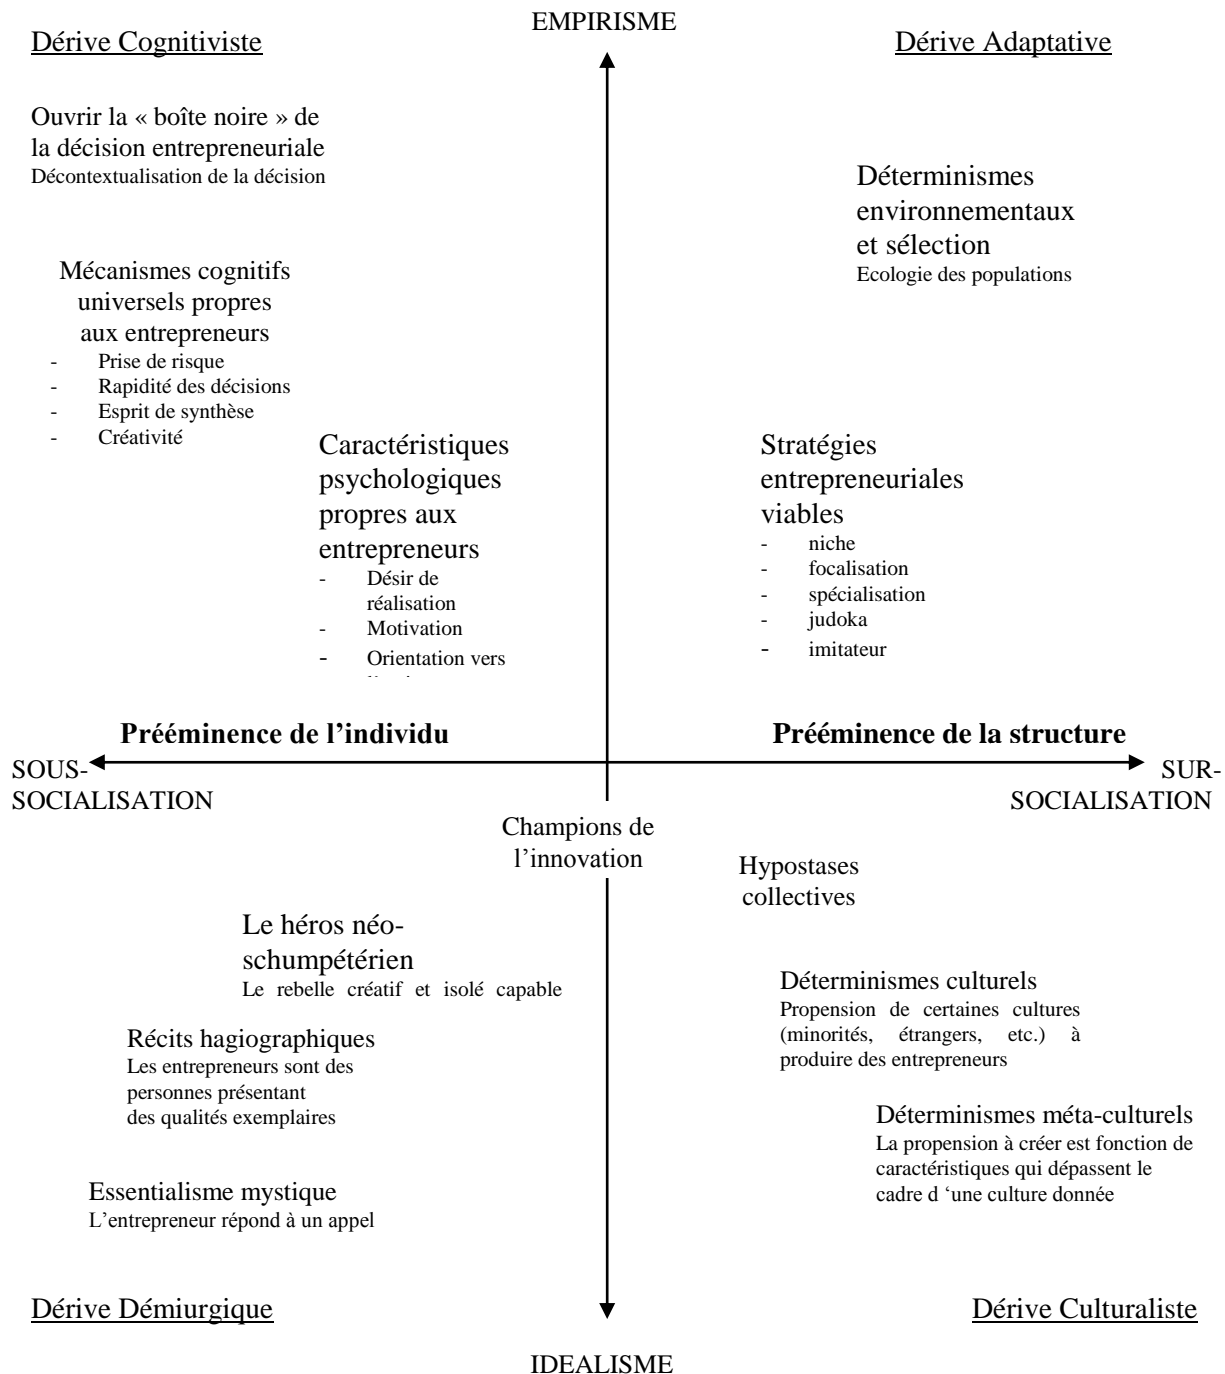 EMPIRISME
Dérive Cognitiviste
Dérive Adaptative
Ouvrir la « boîte noire » de
la décision entrepreneuriale
Décontextualisation de la décision
Déterminismes
environnementaux
et sélection
Ecologie des populations
Mécanismes cognitifs
universels propres
aux entrepreneurs
- Prise de risque
- Rapidité des décisions
- Esprit de synthèse
- Créativité
Caractéristiques
psychologiques
propres aux
entrepreneurs
- Désir de
réalisation
- Motivation
- Orientation vers
Stratégies
entrepreneuriales
viables
- niche
- focalisation
- spécialisation
- judoka
- imitateur
Prééminence de l’individu
Prééminence de la structure
SOUS-
SOCIALISATION
SUR-
SOCIALISATION
Champions de
l’innovation
Hypostases
collectives
Le héros néo-
schumpétérien
Le rebelle créatif et isolé capable
Déterminismes culturels
Propension de certaines cultures
(minorités, étrangers, etc.) à
produire des entrepreneurs
Récits hagiographiques
Les entrepreneurs sont des
personnes présentant
des qualités exemplaires
Déterminismes méta-culturels
La propension à créer est fonction de
caractéristiques qui dépassent le
cadre d ‘une culture donnée
Essentialisme mystique
L’entrepreneur répond à un appel
Dérive Démiurgique
Dérive Culturaliste
IDEALISME